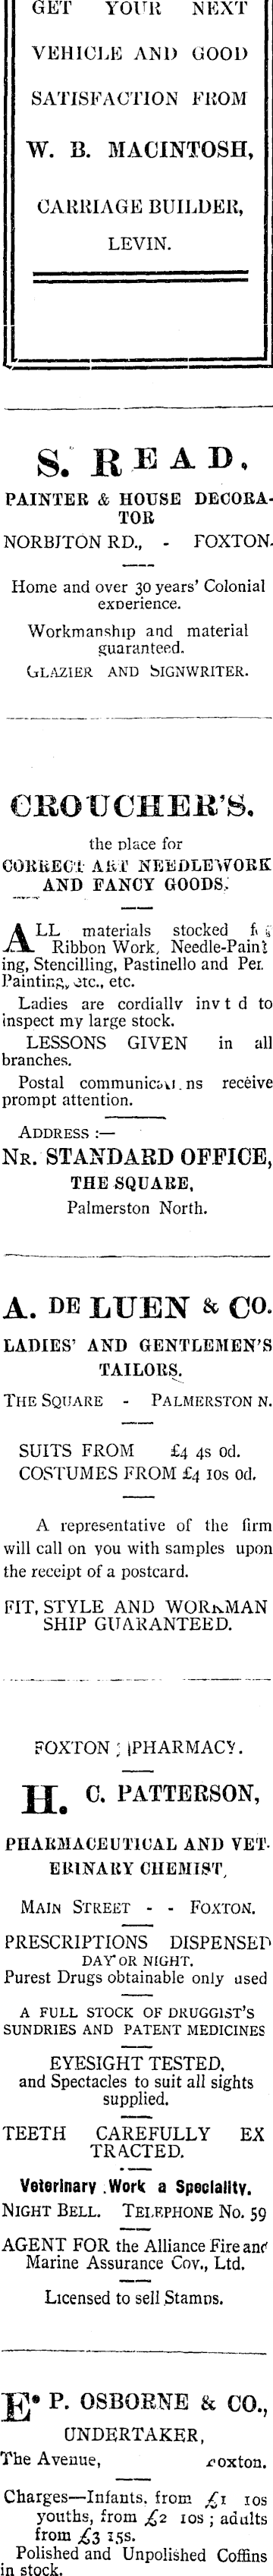 GET YOUR NEXT
VEHICLE AND GOOD
SATISFACTION FROM
W. B. MACINTOSH,
CARRIAGE BUILDER,
LEVIN.
S. READ,
PAINTER & HOUSE DECORA-
TOR
NORBITON RD., - FOXTON.
Home and over 30 years' Colonial
experience.
Workmanship and material
guaranteed.
GLAZIER AND SIGNWRITER.
CROUCHER'S.
the place for
CORRECT ART NEEDLEWORK
AND FANCY GOODS.
ALL materials stocked
Ribbon Work, Needle-Paint
ing, Stencilling, Pastinello and Pen
Painting, etc., etc.
Ladies are cordially invt d to
inspect my large stock.
LESSONS GIVEN in all
branches.
Postal communicati.ns receive
prompt attention.
ADDRESS :—
NR. STANDARD OFFICE,
THE SQUARE,
Palmerston North.
A. DE LUEN & CO.
LADIES' AND GENTLEMEN'S
TAILORS.
THE SQUARE - PALMERSTON N.
SUITS FROM £4 4s 0d.
COSTUMES FROM £4 10s 0d.
A representative of the firm
will call on you with samples upon
the receipt of a postcard.
FIT, STYLE AND WORKMAN
SHIP GUARANTEED.
FOXTON PHARMACY.
H. C. PATTERSON,
PHARMACEUTICAL AND VET-
ERINARY CHEMIST,
MAIN STREET - - FOXTON.
PRESCRIPTIONS DISPENSED
DAY OR NIGHT.
Purest Drugs obtainable only used
A FULL STOCK OF DRUGGIST'S
SUNDRIES AND PATENT MEDICINES
EYESIGHT TESTED,
and Spectacles to suit all sights
supplied.
TEETH CAREFULLY EX
TRACTED.
Veterinary Work a Speciality.
NIGHT BELL. TELEPHONE No. 59
AGENT FOR the Alliance Fire and
Marine Assurance Coy., Ltd.
Licensed to sell Stamps.
E. P. OSBORNE & CO.,
UNDERTAKER,
The Avenue, Foxton.
Charges—Infants, from £1 10s
youths, from £2 10s ; adults
from £3 15s.
Polished and Unpolished Coffins
in stock.